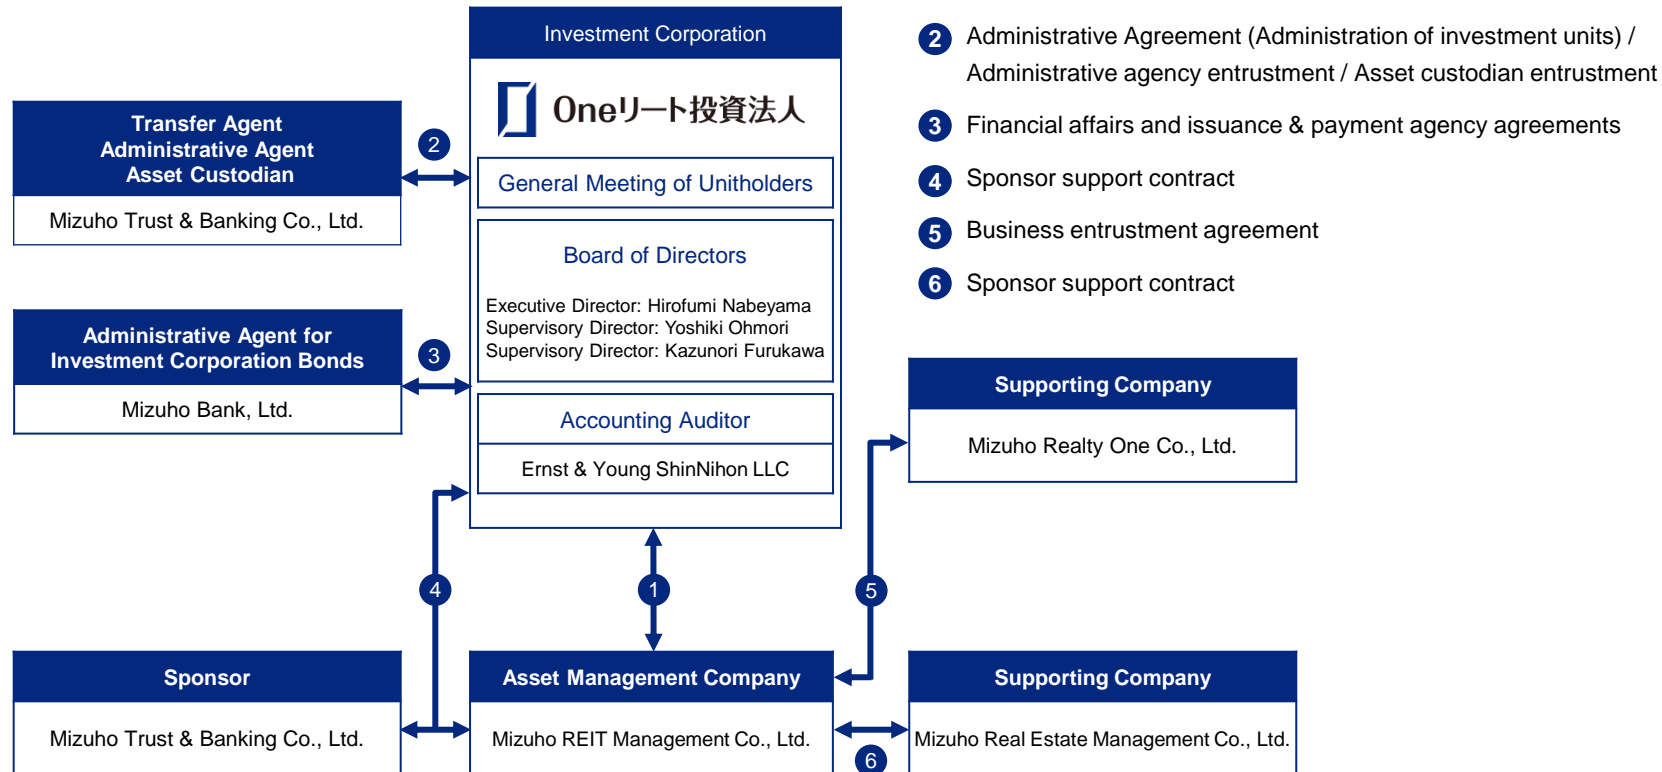 Investment Corporation
Oneリート投資法人
General Meeting of Unitholders
Board of Directors
Executive Director: Hirofumi Nabeyama
Supervisory Director: Yoshiki Ohmori
Supervisory Director: Kazunori Furukawa
Accounting Auditor
Ernst & Young ShinNihon LLC
Transfer Agent
Administrative Agent
Asset Custodian
Mizuho Trust & Banking Co., Ltd.
2
Administrative Agent for
Investment Corporation Bonds
Mizuho Bank, Ltd.
3
2 Administrative Agreement (Administration of investment units) /
Administrative agency entrustment / Asset custodian entrustment
3 Financial affairs and issuance & payment agency agreements
4 Sponsor support contract
5 Business entrustment agreement
6 Sponsor support contract
Supporting Company
Mizuho Realty One Co., Ltd.
4
1
5
Sponsor
Mizuho Trust & Banking Co., Ltd.
Asset Management Company
Mizuho REIT Management Co., Ltd.
Supporting Company
Mizuho Real Estate Management Co., Ltd.
6